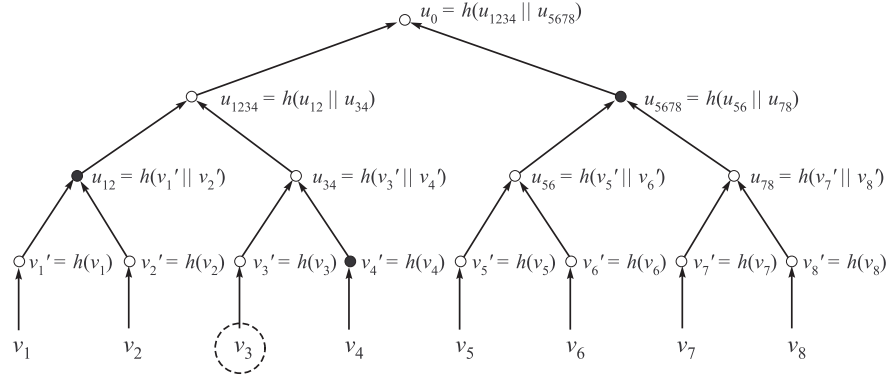 u₀ = h(u₁₂₃₄ || u₅₆₇₈)
u₁₂₃₄ = h(u₁₂ || u₃₄) u₅₆₇₈ = h(u₅₆ || u₇₈)
u₁₂ = h(v₁′ || v₂′) u₃₄ = h(v₃′ || v₄′) u₅₆ = h(v₅′ || v₆′) u₇₈ = h(v₇′ || v₈′)
v₁′ = h(v₁) v₂′ = h(v₂) v₃′ = h(v₃) v₄′ = h(v₄) v₅′ = h(v₅) v₆′ = h(v₆) v₇′ = h(v₇) v₈′ = h(v₈)
v₁ v₂ v₃ v₄ v₅ v₆ v₇ v₈